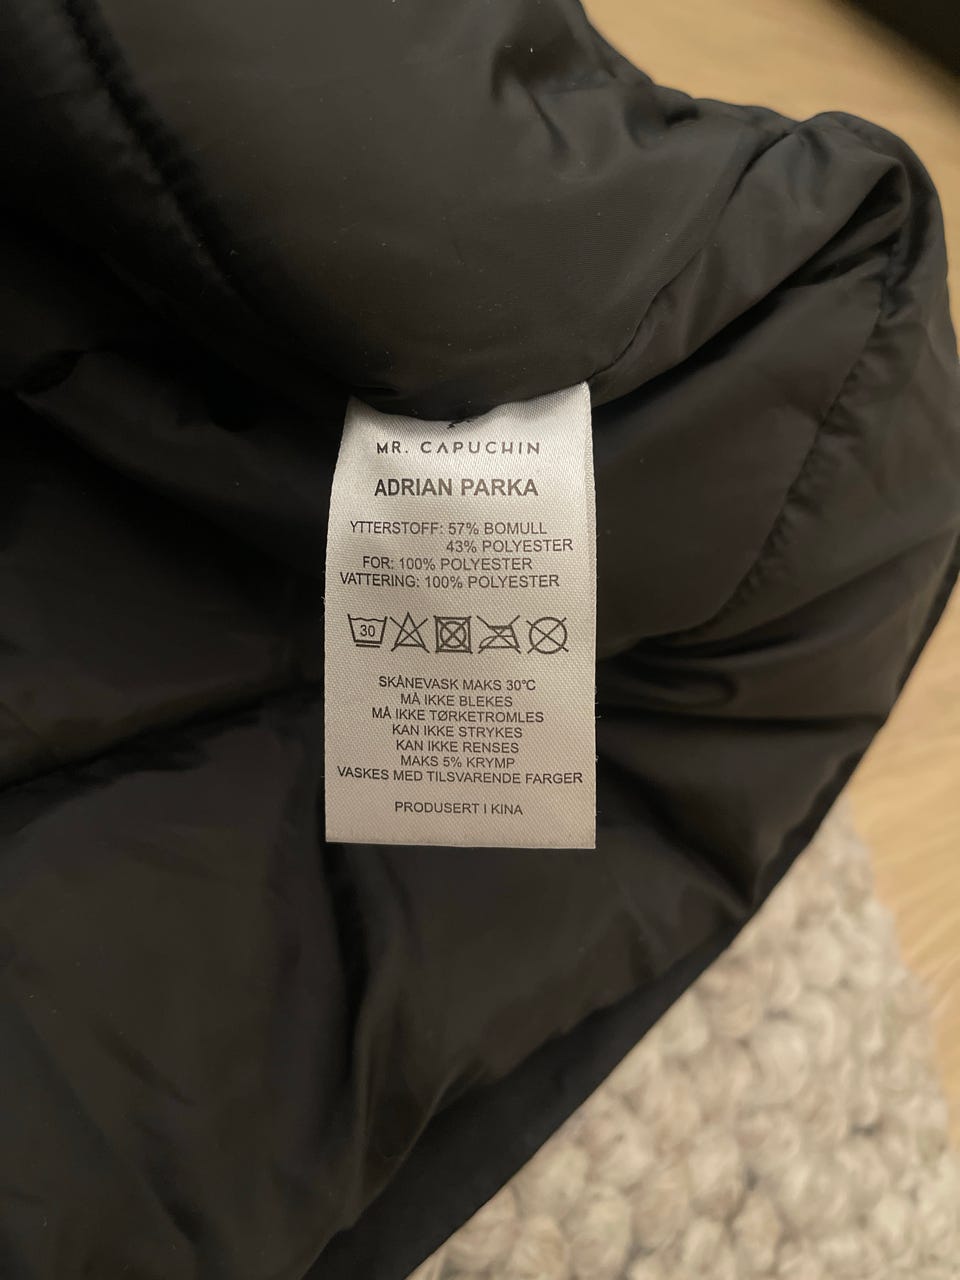 MR. CAPUCHIN
ADRIAN PARKA
YTTERSTOFF: 57% BOMULL
43% POLYESTER
FOR: 100% POLYESTER
VATTERING: 100% POLYESTER
30
SKÅNEVASK MAKS 30°C
MÅ IKKE BLEKES
MÅ IKKE TØRKETROMLES
KAN IKKE STRYKES
KAN IKKE RENSES
MAKS 5% KRYMP
VASKES MED TILSVARENDE FARGER
PRODUSERT I KINA